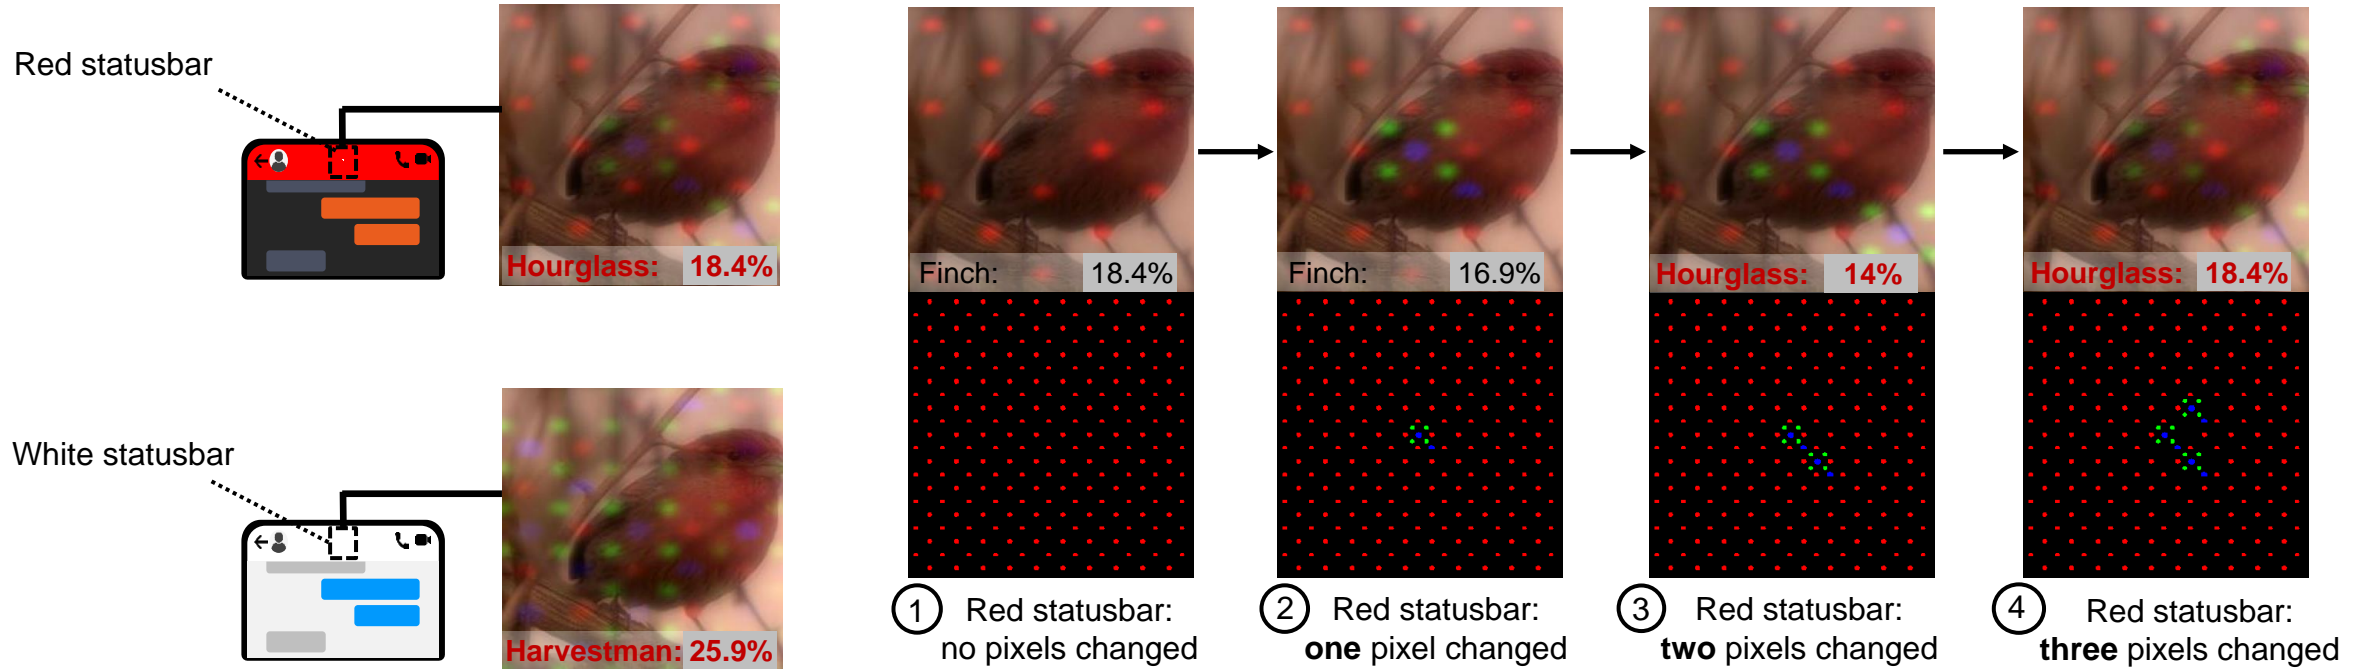 Red statusbar
Hourglass: 18.4%
White statusbar
Harvestman: 25.9%
Finch: 18.4%
1 Red statusbar:
no pixels changed
Finch: 16.9%
2 Red statusbar:
one pixel changed
Hourglass: 14%
3 Red statusbar:
two pixels changed
Hourglass: 18.4%
4 Red statusbar:
three pixels changed